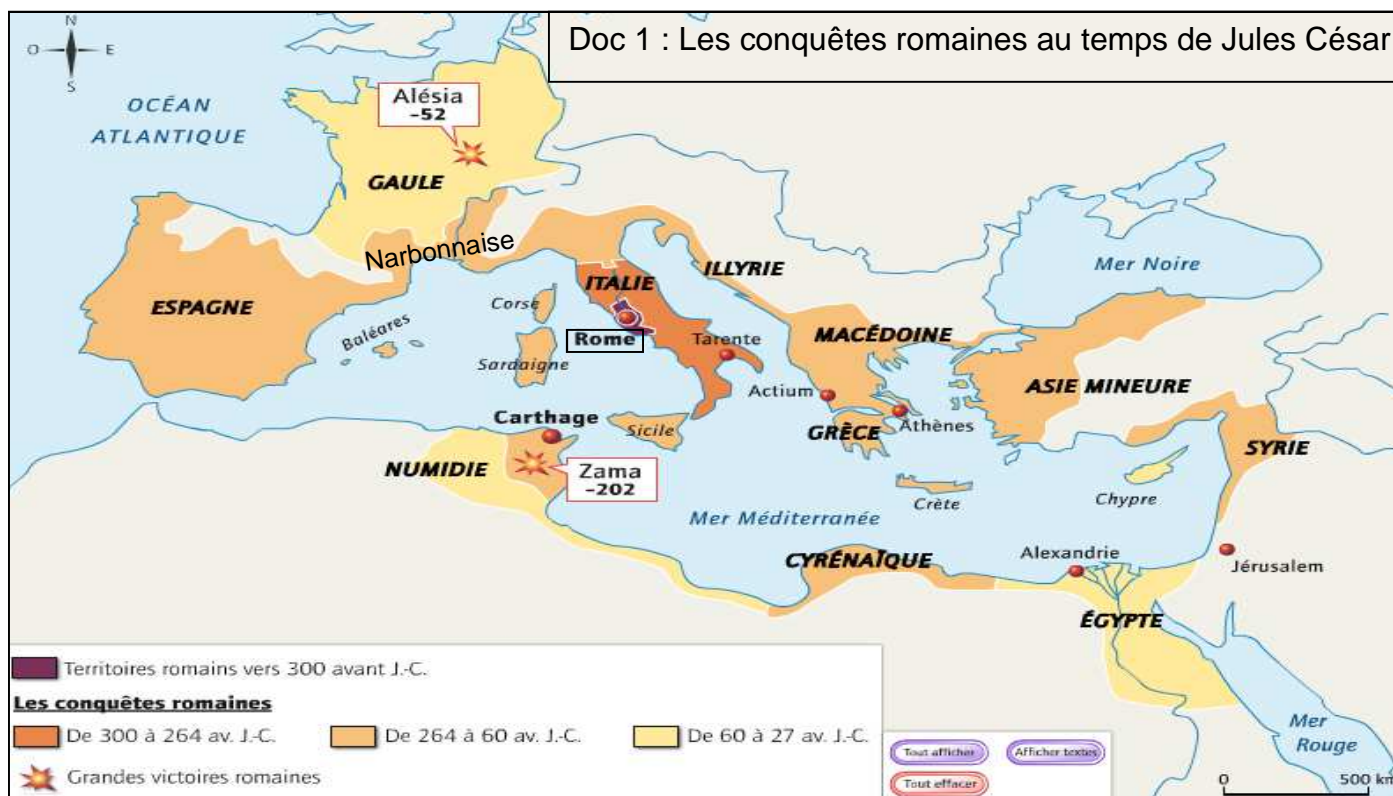 Doc 1 : Les conquêtes romaines au temps de Jules César
N
O
E
S
OCÉAN
ATLANTIQUE
Alésia
-52
GAULE
Narbonnaise
ESPAGNE
Baléares
Corse
Sardaigne
ITALIE
Rome
Tarente
ILLYRIE
Mer Noire
MACÉDOINE
Actium
ASIE MINEURE
GRÈCE
Athènes
Carthage
Sicile
NUMIDIE
Zama
-202
SYRIE
Crète
Chypre
Mer Méditerranée
CYRÉNAÏQUE
Alexandrie
Jérusalem
ÉGYPTE
Mer
Rouge
Territoires romains vers 300 avant J.-C.
Les conquêtes romaines
De 300 à 264 av. J.-C.
De 264 à 60 av. J.-C.
De 60 à 27 av. J.-C.
Grandes victoires romaines
Tout afficher
Afficher textes
Tout effacer
0
500 km